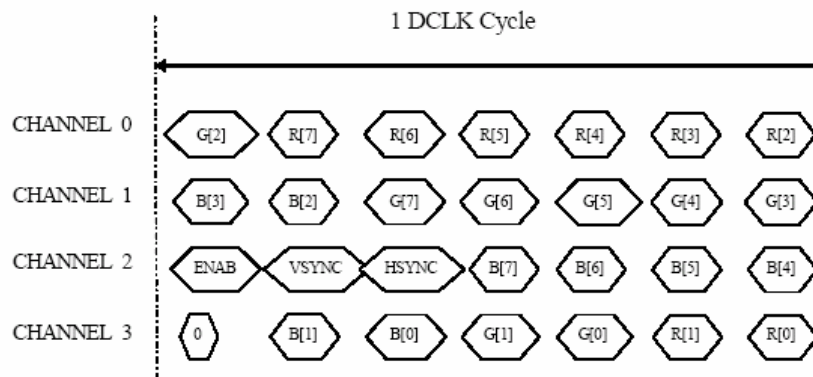 1 DCLK Cycle
CHANNEL 0 G[2] R[7] R[6] R[5] R[4] R[3] R[2]
CHANNEL 1 B[3] B[2] G[7] G[6] G[5] G[4] G[3]
CHANNEL 2 ENAB VSYNC HSYNC B[7] B[6] B[5] B[4]
CHANNEL 3 0 B[1] B[0] G[1] G[0] R[1] R[0]